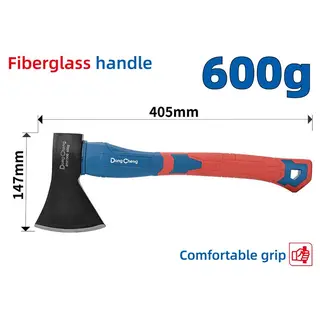 Fiberglass handle
600g
405mm
147mm
DongCheng
Comfortable grip